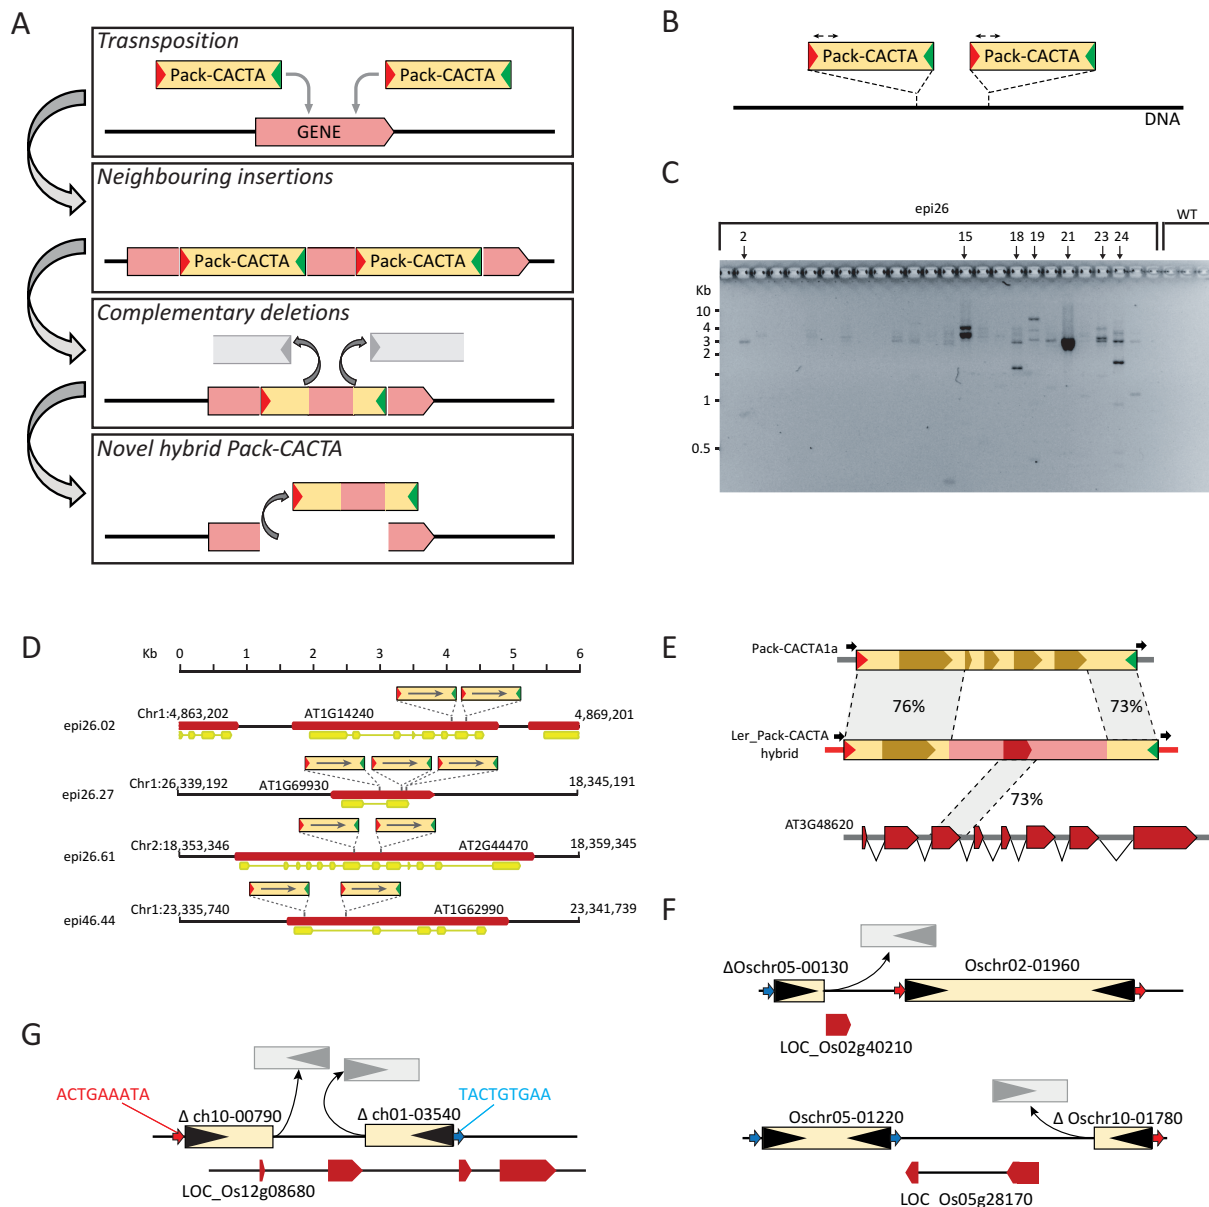 A
Trasnsposition
Pack-CACTA
Pack-CACTA
GENE
Neighbouring insertions
Pack-CACTA
Pack-CACTA
Complementary deletions
Novel hybrid Pack-CACTA
B
Pack-CACTA
Pack-CACTA
DNA
C
epi26
WT
2 15 18 19 21 23 24
Kb
10
4
3
2
1
0.5
D
Kb 0 1 2 3 4 5 6
epi26.02 Chr1:4,863,202 AT1G14240 4,869,201
epi26.27 Chr1:26,339,192 AT1G69930 18,345,191
epi26.61 Chr2:18,353,346 AT2G44470 18,359,345
epi46.44 Chr1:23,335,740 AT1G62990 23,341,739
E
Pack-CACTA1a
76% 73%
Ler_Pack-CACTA
hybrid
73%
AT3G48620
F
ΔOschr05-00130 Oschr02-01960
LOC_Os02g40210
Oschr05-01220 Δ Oschr10-01780
LOC_Os05g28170
G
ACTGAAATA TACTGTGAA
Δ ch10-00790 Δ ch01-03540
LOC_Os12g08680